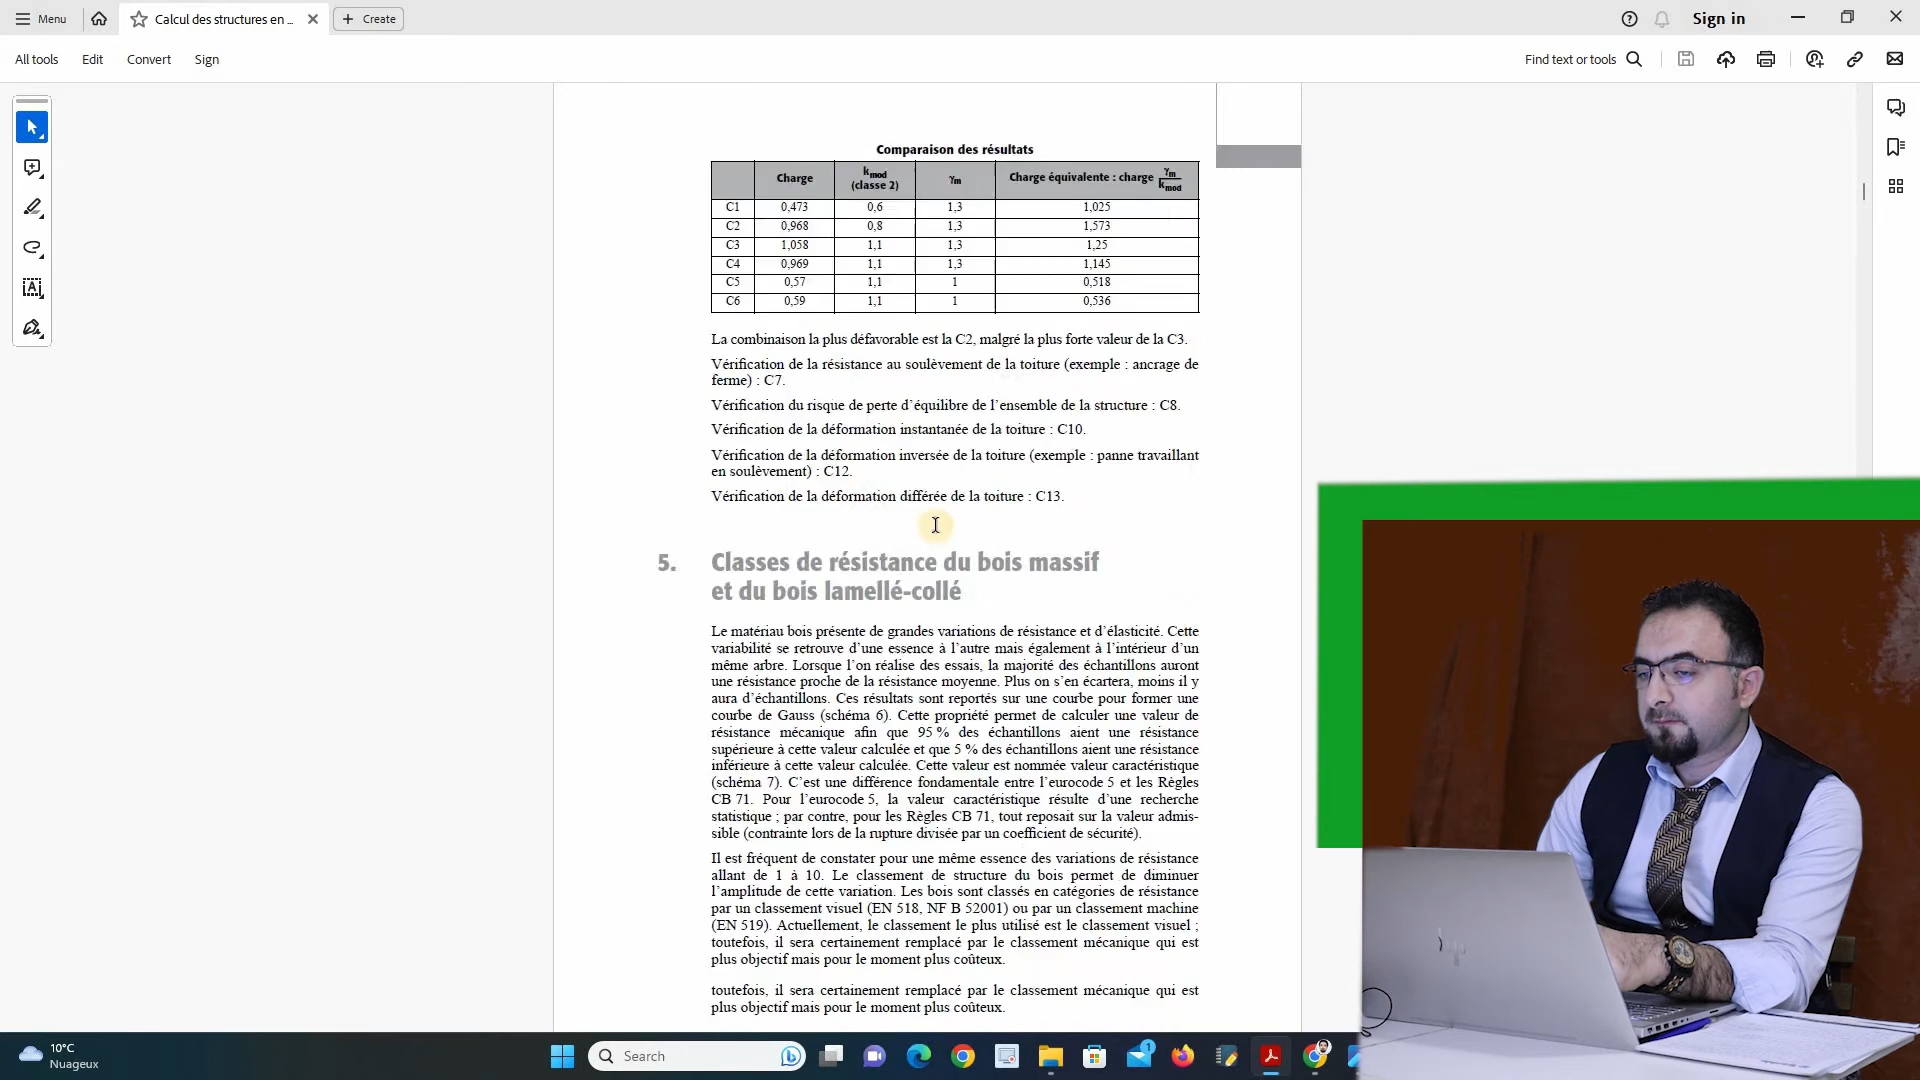 Menu
Calcul des structures en ...
Create
Sign in
All tools
Edit
Convert
Sign
Find text or tools
Comparaison des résultats
Charge
kmod (classe 2)
γm
Charge équivalente : charge γm/kmod
C1 0,473 0,6 1,3 1,025
C2 0,968 0,8 1,3 1,573
C3 1,058 1,1 1,3 1,25
C4 0,969 1,1 1,3 1,145
C5 0,57 1,1 1 0,518
C6 0,59 1,1 1 0,536
La combinaison la plus défavorable est la C2, malgré la plus forte valeur de la C3.
Vérification de la résistance au soulèvement de la toiture (exemple : ancrage de
ferme) : C7.
Vérification du risque de perte d’équilibre de l’ensemble de la structure : C8.
Vérification de la déformation instantanée de la toiture : C10.
Vérification de la déformation inversée de la toiture (exemple : panne travaillant
en soulèvement) : C12.
Vérification de la déformation différée de la toiture : C13.
5. Classes de résistance du bois massif
et du bois lamellé-collé
Le matériau bois présente de grandes variations de résistance et d’élasticité. Cette
variabilité se retrouve d’une essence à l’autre mais également à l’intérieur d’un
même arbre. Lorsque l’on réalise des essais, la majorité des échantillons auront
une résistance proche de la résistance moyenne. Plus on s’en écartera, moins il y
aura d’échantillons. Ces résultats sont reportés sur une courbe pour former une
courbe de Gauss (schéma 6). Cette propriété permet de calculer une valeur de
résistance mécanique afin que 95 % des échantillons aient une résistance
supérieure à cette valeur calculée et que 5 % des échantillons aient une résistance
inférieure à cette valeur calculée. Cette valeur est nommée valeur caractéristique
(schéma 7). C’est une différence fondamentale entre l’eurocode 5 et les Règles
CB 71. Pour l’eurocode 5, la valeur caractéristique résulte d’une recherche
statistique ; par contre, pour les Règles CB 71, tout reposait sur la valeur admis-
sible (contrainte lors de la rupture divisée par un coefficient de sécurité).
Il est fréquent de constater pour une même essence des variations de résistance
allant de 1 à 10. Le classement de structure du bois permet de diminuer
l’amplitude de cette variation. Les bois sont classés en catégories de résistance
par un classement visuel (EN 518, NF B 52001) ou par un classement machine
(EN 519). Actuellement, le classement le plus utilisé est le classement visuel ;
toutefois, il sera certainement remplacé par le classement mécanique qui est
plus objectif mais pour le moment plus coûteux.
toutefois, il sera certainement remplacé par le classement mécanique qui est
plus objectif mais pour le moment plus coûteux.
10°C
Nuageux
Search
1